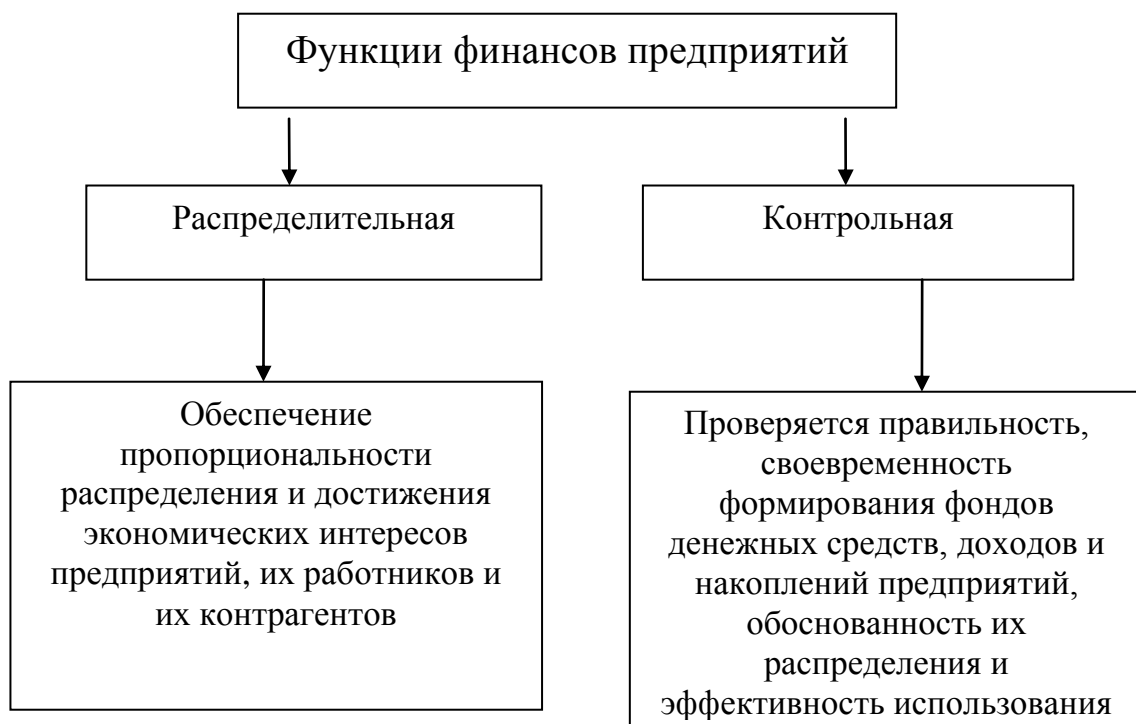 Функции финансов предприятий
Распределительная
Контрольная
Обеспечение
пропорциональности
распределения и достижения
экономических интересов
предприятий, их работников и
их контрагентов
Проверяется правильность,
своевременность
формирования фондов
денежных средств, доходов и
накоплений предприятий,
обоснованность их
распределения и
эффективность использования